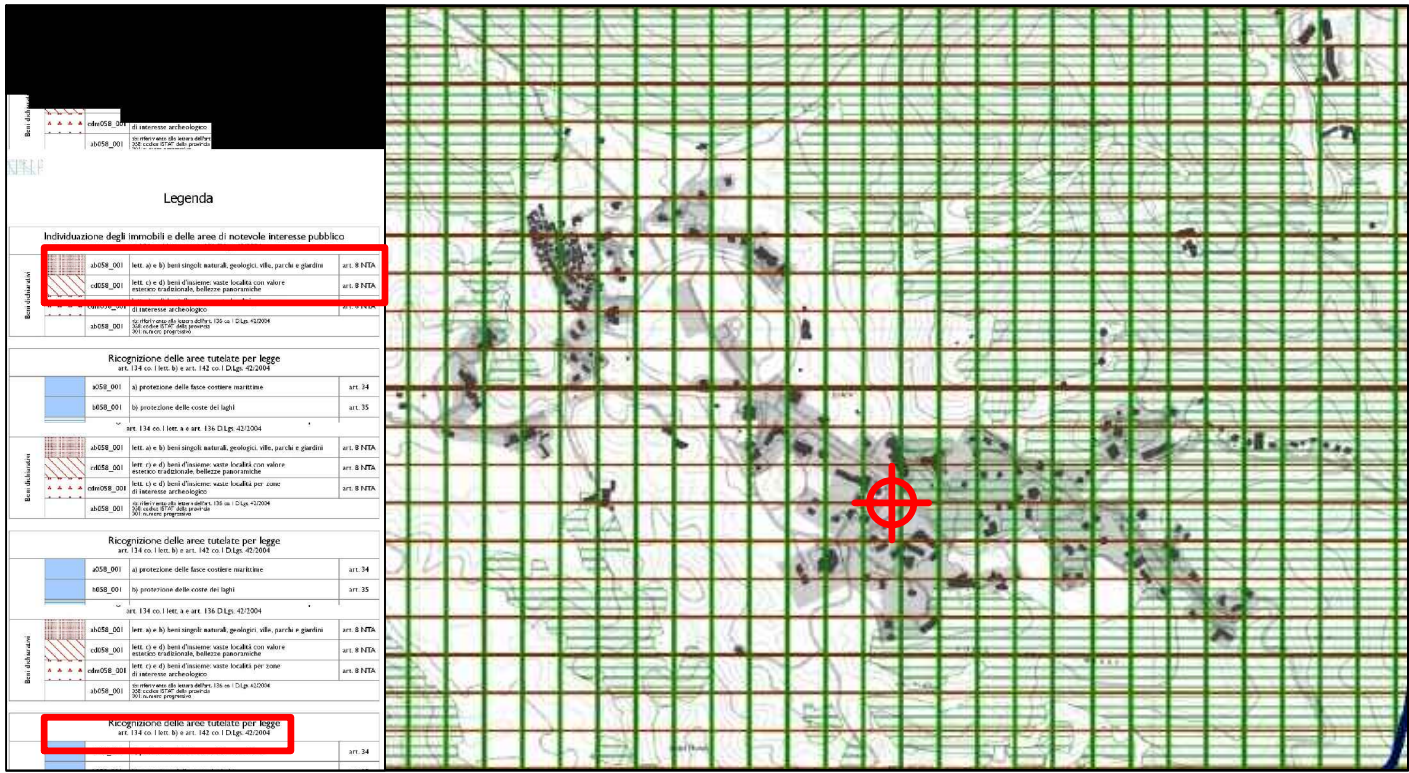 Beni dichiarativi
cdm058_001
di interesse archeologico
ab058_001
Legenda
Individuazione degli immobili e delle aree di notevole interesse pubblico
Beni dichiarativi
ab058_001 lett. a) e b) beni singoli: naturali, geologici, ville, parchi e giardini art. 8 NTA
cd058_001 lett. c) e d) beni d'insieme: vaste località con valore
estetico tradizionale, bellezze panoramiche art. 8 NTA
di interesse archeologico
ab058_001
Ricognizione delle aree tutelate per legge
art. 134 co. 1 lett. b) e art. 142 co. 1 D.Lgs. 42/2004
a058_001 a) protezione delle fasce costiere marittime art. 34
b058_001 b) protezione delle coste dei laghi art. 35
art. 134 co. 1 lett. a e art. 136 D.Lgs. 42/2004
Beni dichiarativi
ab058_001 lett. a) e b) beni singoli: naturali, geologici, ville, parchi e giardini art. 8 NTA
cd058_001 lett. c) e d) beni d'insieme: vaste località con valore
estetico tradizionale, bellezze panoramiche art. 8 NTA
cdm058_001 lett. c) e d) beni d'insieme: vaste località per zone
di interesse archeologico art. 8 NTA
ab058_001
Ricognizione delle aree tutelate per legge
art. 134 co. 1 lett. b) e art. 142 co. 1 D.Lgs. 42/2004
a058_001 a) protezione delle fasce costiere marittime art. 34
b058_001 b) protezione delle coste dei laghi art. 35
art. 134 co. 1 lett. a e art. 136 D.Lgs. 42/2004
Beni dichiarativi
ab058_001 lett. a) e b) beni singoli: naturali, geologici, ville, parchi e giardini art. 8 NTA
cd058_001 lett. c) e d) beni d'insieme: vaste località con valore
estetico tradizionale, bellezze panoramiche art. 8 NTA
cdm058_001 lett. c) e d) beni d'insieme: vaste località per zone
di interesse archeologico art. 8 NTA
ab058_001
Ricognizione delle aree tutelate per legge
art. 134 co. 1 lett. b) e art. 142 co. 1 D.Lgs. 42/2004
art. 34